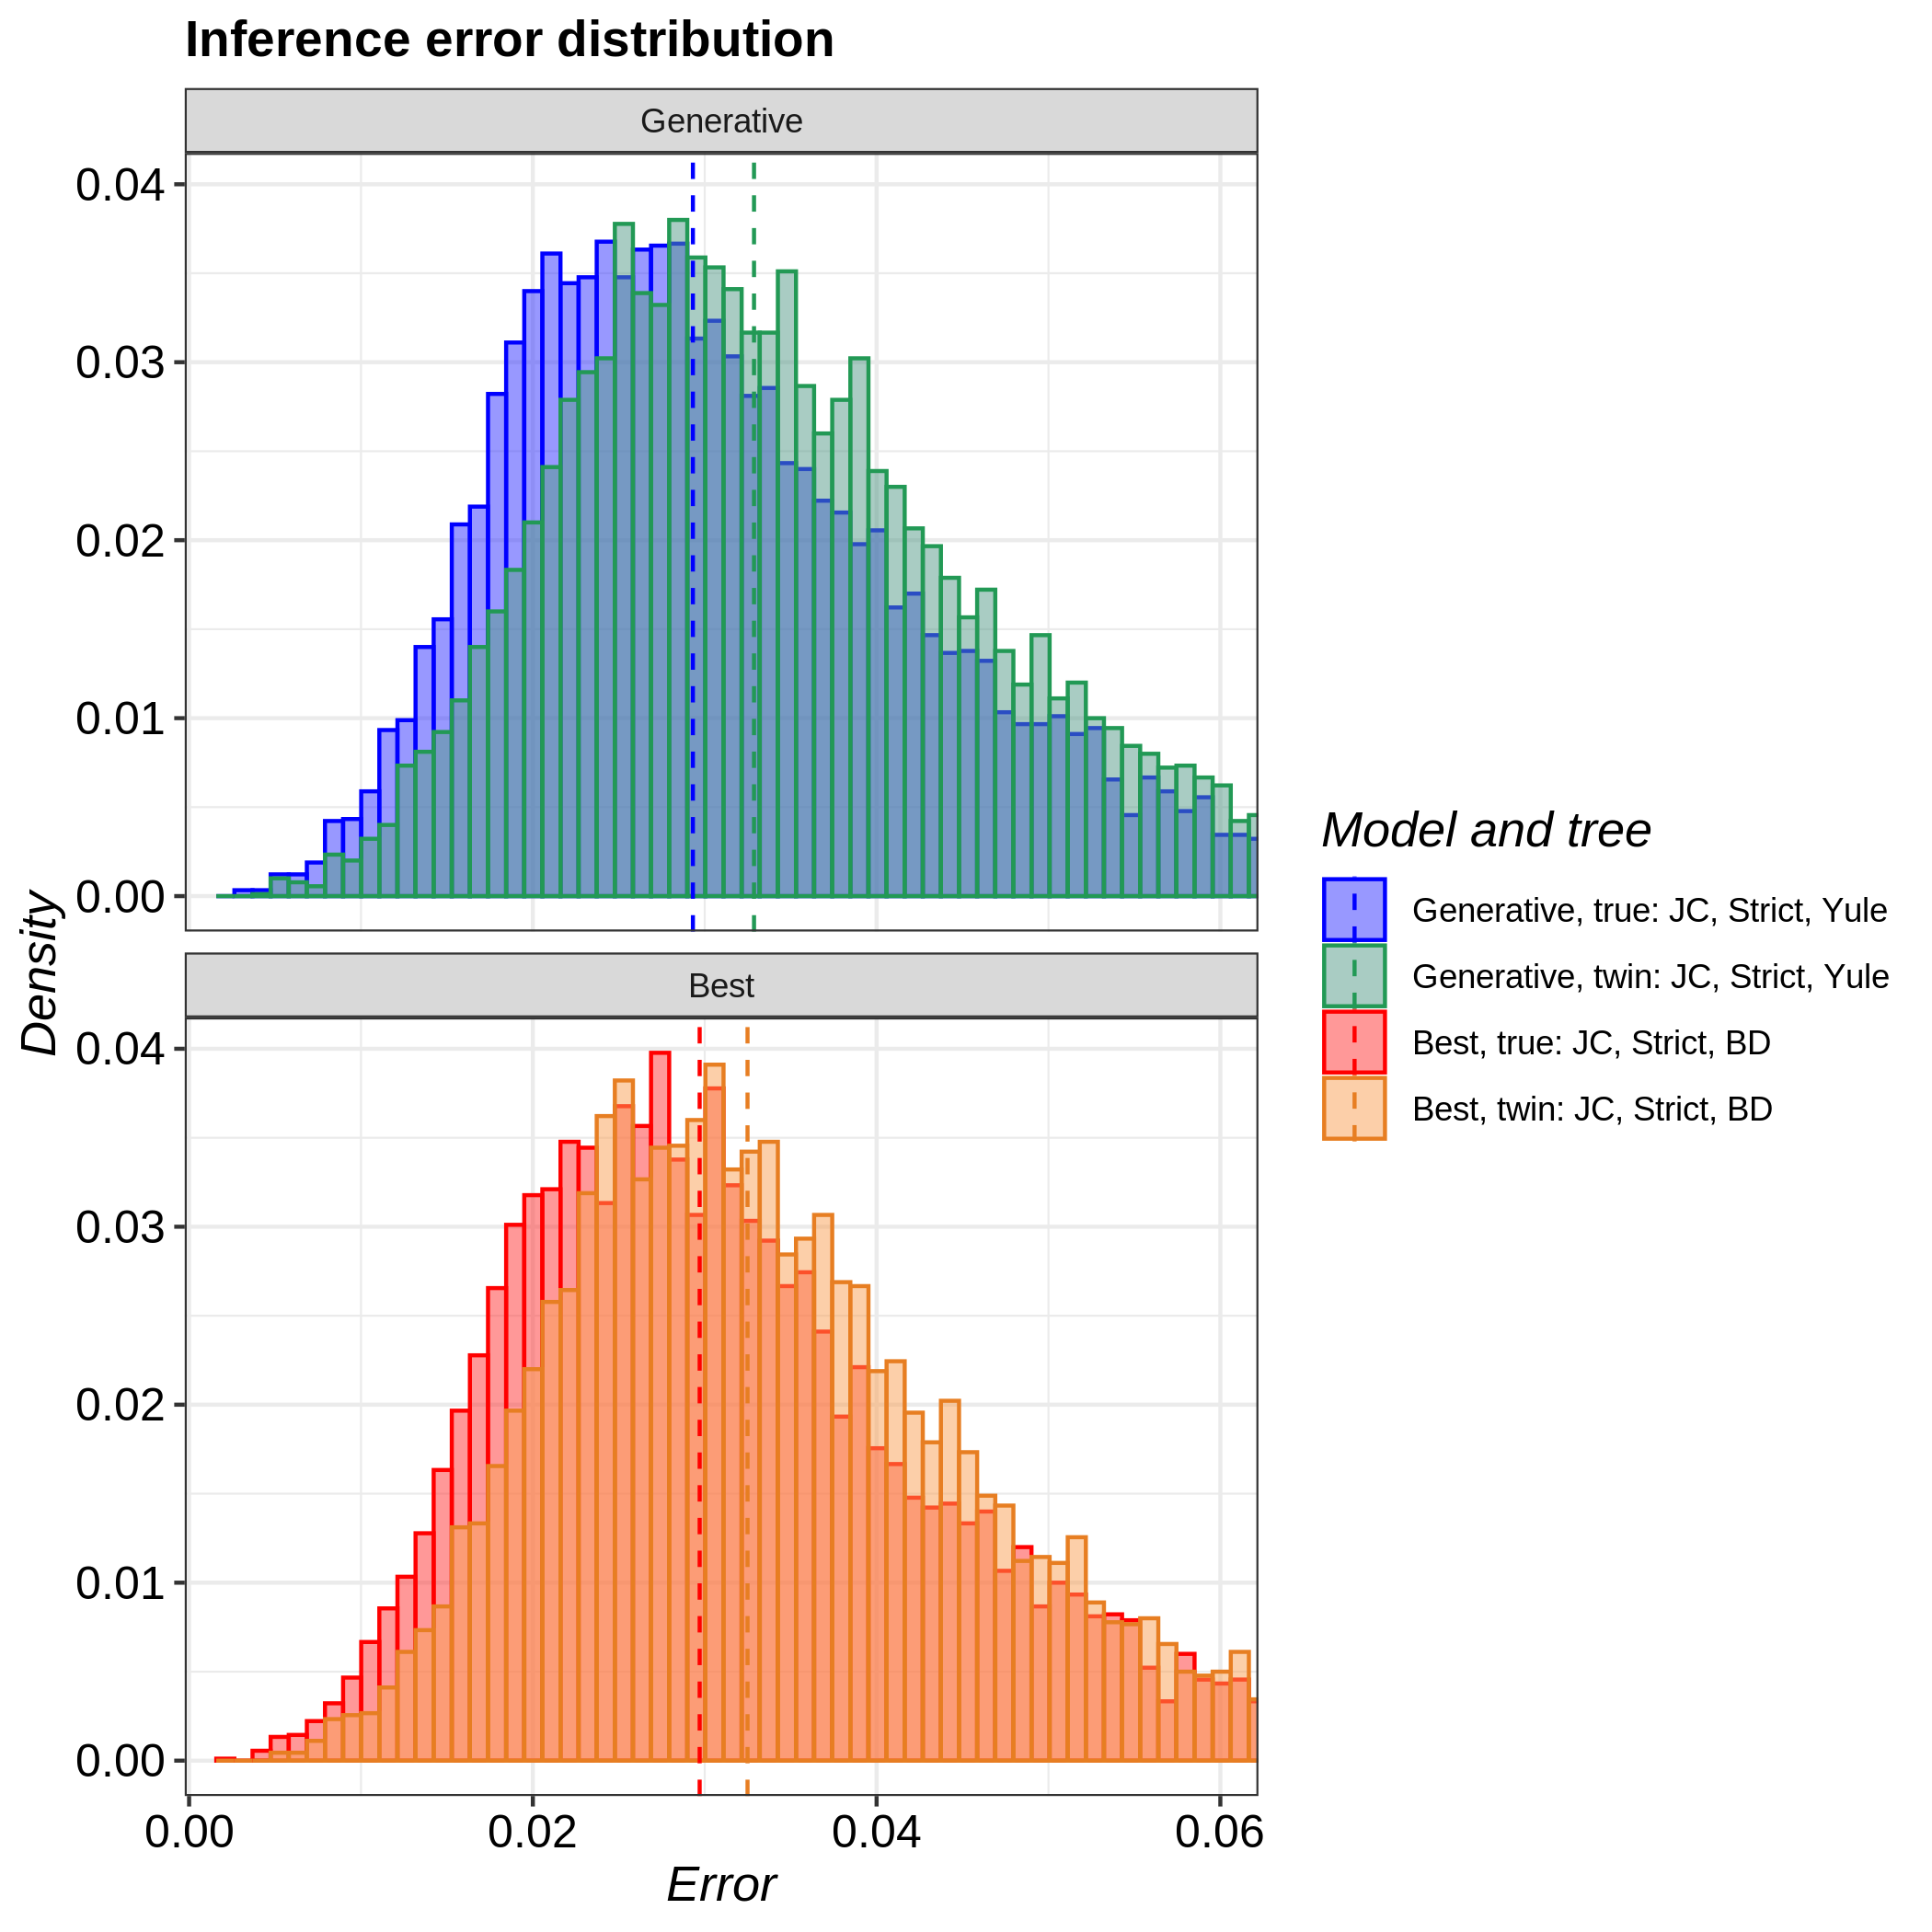 Inference error distribution
Generative
0.04
0.03
0.02
0.01
0.00
Density
Best
0.04
0.03
0.02
0.01
0.00
0.00 0.02 0.04 0.06
Error
Model and tree
Generative, true: JC, Strict, Yule
Generative, twin: JC, Strict, Yule
Best, true: JC, Strict, BD
Best, twin: JC, Strict, BD